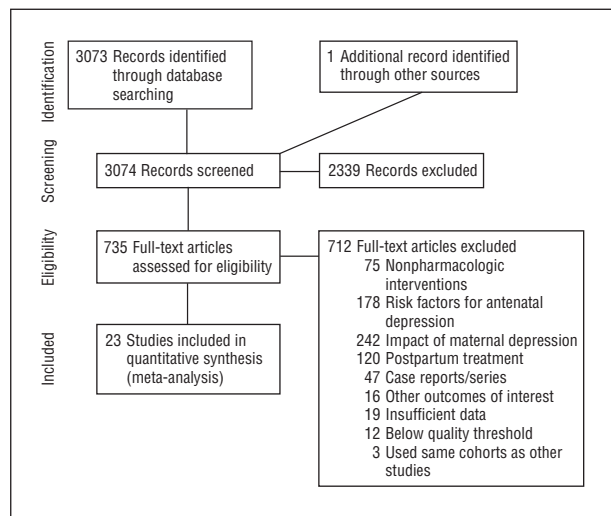 Identification
3073 Records identified
through database
searching
1 Additional record identified
through other sources
Screening
3074 Records screened
2339 Records excluded
Eligibility
735 Full-text articles
assessed for eligibility
712 Full-text articles excluded
75 Nonpharmacologic
interventions
178 Risk factors for antenatal
depression
242 Impact of maternal depression
120 Postpartum treatment
47 Case reports/series
16 Other outcomes of interest
19 Insufficient data
12 Below quality threshold
3 Used same cohorts as other
studies
Included
23 Studies included in
quantitative synthesis
(meta-analysis)